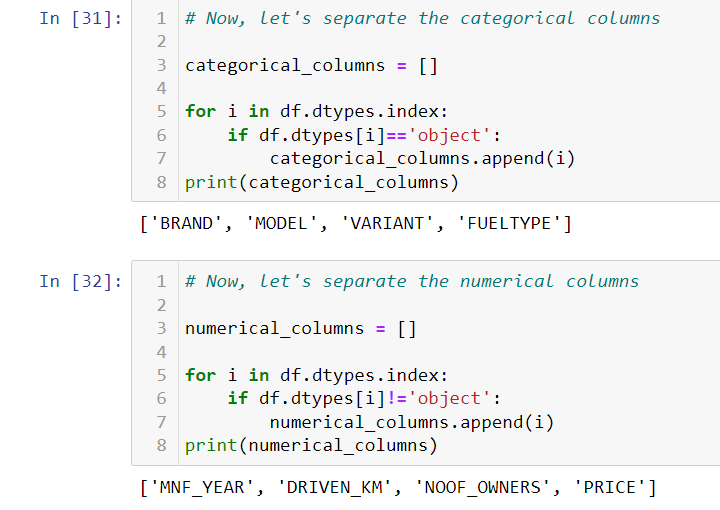 In [31]:
1 # Now, let's separate the categorical columns
2
3 categorical_columns = []
4
5 for i in df.dtypes.index:
6     if df.dtypes[i]=='object':
7         categorical_columns.append(i)
8 print(categorical_columns)
['BRAND', 'MODEL', 'VARIANT', 'FUELTYPE']
In [32]:
1 # Now, let's separate the numerical columns
2
3 numerical_columns = []
4
5 for i in df.dtypes.index:
6     if df.dtypes[i]!='object':
7         numerical_columns.append(i)
8 print(numerical_columns)
['MNF_YEAR', 'DRIVEN_KM', 'NOOF_OWNERS', 'PRICE']